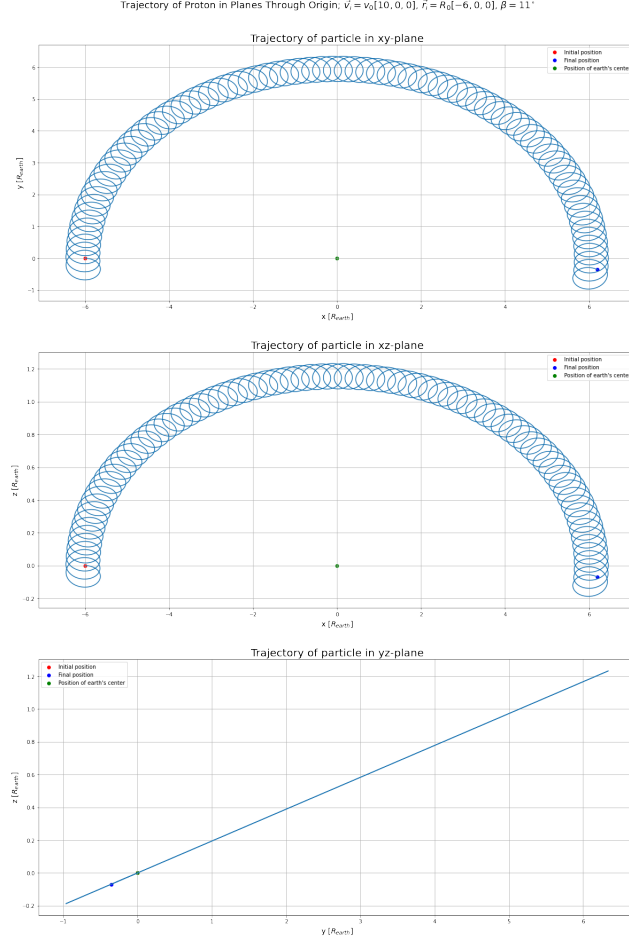 Trajectory of Proton in Planes Through Origin; v⃗ᵢ = v₀[10, 0, 0], r⃗ᵢ = R₀[−6, 0, 0], β = 11°
Trajectory of particle in xy-plane
Initial position
Final position
Position of earth's cente
y [R_earth]
6
5
4
3
2
1
0
−1
−6
−4
−2
0
2
4
6
x [R_earth]
Trajectory of particle in xz-plane
Initial position
Final position
Position of earth's cente
z [R_earth]
1.2
1.0
0.8
0.6
0.4
0.2
0.0
−0.2
−6
−4
−2
0
2
4
6
x [R_earth]
Trajectory of particle in yz-plane
Initial position
Final position
Position of earth's center
z [R_earth]
1.2
1.0
0.8
0.6
0.4
0.2
0.0
−0.2
−1
0
1
2
3
4
5
6
y [R_earth]